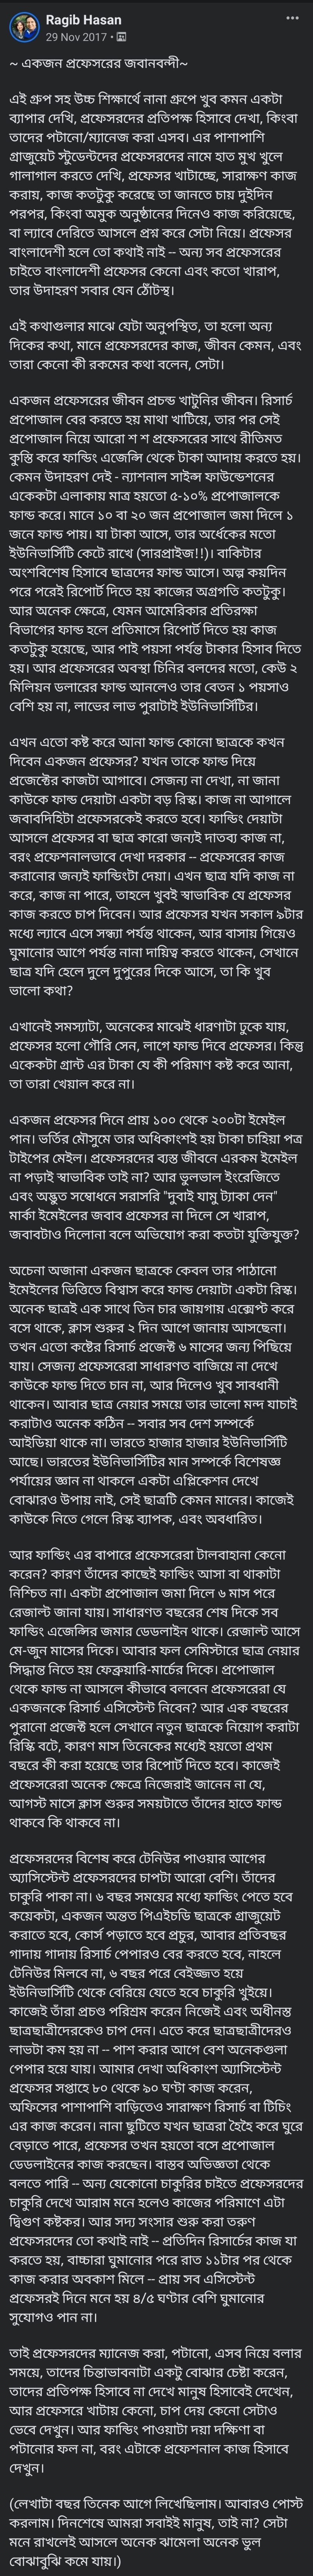 Ragib Hasan
29 Nov 2017 •
~ একজন প্রফেসরের জবানবন্দী~
এই গ্রুপ সহ উচ্চ শিক্ষার্থে নানা গ্রুপে খুব কমন একটা
ব্যাপার দেখি, প্রফেসরদের প্রতিপক্ষ হিসাবে দেখা, কিংবা
তাদের পটানো/ম্যানেজ করা এসব। এর পাশাপাশি
গ্রাজুয়েট স্টুডেন্টদের প্রফেসরদের নামে হাত মুখ খুলে
গালাগাল করতে দেখি, প্রফেসর খাটাচ্ছে, সারাক্ষণ কাজ
করায়, কাজ কতটুকু করেছে তা জানতে চায় দুইদিন
পরপর, কিংবা অমুক অনুষ্ঠানের দিনেও কাজ করিয়েছে,
বা ল্যাবে দেরিতে আসলে প্রশ্ন করে সেটা নিয়ে। প্রফেসর
বাংলাদেশী হলে তো কথাই নাই -- অন্য সব প্রফেসরের
চাইতে বাংলাদেশী প্রফেসর কেনো এবং কতো খারাপ,
তার উদাহরণ সবার যেন ঠোঁটস্থ।
এই কথাগুলার মাঝে যেটা অনুপস্থিত, তা হলো অন্য
দিকের কথা, মানে প্রফেসরদের কাজ, জীবন কেমন, এবং
তারা কেনো কী রকমের কথা বলেন, সেটা।
একজন প্রফেসরের জীবন প্রচন্ড খাটুনির জীবন। রিসার্চ
প্রপোজাল বের করতে হয় মাথা খাটিয়ে, তার পর সেই
প্রপোজাল নিয়ে আরো শ শ প্রফেসরের সাথে রীতিমত
কুস্তি করে ফান্ডিং এজেন্সি থেকে টাকা আদায় করতে হয়।
কেমন উদাহরণ দেই - ন্যাশনাল সাইন্স ফাউন্ডেশনের
একেকটা এলাকায় মাত্র হয়তো ৫-১০% প্রপোজালকে
ফান্ড করে। মানে ১০ বা ২০ জন প্রপোজাল জমা দিলে ১
জনে ফান্ড পায়। যা টাকা আসে, তার অর্ধেকের মতো
ইউনিভার্সিটি কেটে রাখে (সারপ্রাইজ!!)। বাকিটার
অংশবিশেষ হিসাবে ছাত্রদের ফান্ড আসে। অল্প কয়দিন
পরে পরেই রিপোর্ট দিতে হয় কাজের অগ্রগতি কতটুকু।
আর অনেক ক্ষেত্রে, যেমন আমেরিকার প্রতিরক্ষা
বিভাগের ফান্ড হলে প্রতিমাসে রিপোর্ট দিতে হয় কাজ
কতটুকু হয়েছে, আর পাই পয়সা পর্যন্ত টাকার হিসাব দিতে
হয়। আর প্রফেসরের অবস্থা চিনির বলদের মতো, কেউ ২
মিলিয়ন ডলারের ফান্ড আনলেও তার বেতন ১ পয়সাও
বেশি হয় না, লাভের লাভ পুরাটাই ইউনিভার্সিটির।
এখন এতো কষ্ট করে আনা ফান্ড কোনো ছাত্রকে কখন
দিবেন একজন প্রফেসর? যখন তাকে ফান্ড দিয়ে
প্রজেক্টের কাজটা আগাবে। সেজন্য না দেখা, না জানা
কাউকে ফান্ড দেয়াটা একটা বড় রিস্ক। কাজ না আগালে
জবাবদিহিটা প্রফেসরকেই করতে হবে। ফান্ডিং দেয়াটা
আসলে প্রফেসর বা ছাত্র কারো জন্যই দাতব্য কাজ না,
বরং প্রফেশনালভাবে দেখা দরকার -- প্রফেসরের কাজ
করানোর জন্যই ফান্ডিংটা দেয়া। এখন ছাত্র যদি কাজ না
করে, কাজ না পারে, তাহলে খুবই স্বাভাবিক যে প্রফেসর
কাজ করতে চাপ দিবেন। আর প্রফেসর যখন সকাল ৯টার
মধ্যে ল্যাবে এসে সন্ধ্যা পর্যন্ত থাকেন, আর বাসায় গিয়েও
ঘুমানোর আগে পর্যন্ত নানা দায়িত্ব করতে থাকেন, সেখানে
ছাত্র যদি হেলে দুলে দুপুরের দিকে আসে, তা কি খুব
ভালো কথা?
এখানেই সমস্যাটা, অনেকের মাঝেই ধারণাটা ঢুকে যায়,
প্রফেসর হলো গৌরি সেন, লাগে ফান্ড দিবে প্রফেসর। কিন্তু
একেকটা গ্রান্ট এর টাকা যে কী পরিমাণ কষ্ট করে আনা,
তা তারা খেয়াল করে না।
একজন প্রফেসর দিনে প্রায় ১০০ থেকে ২০০টা ইমেইল
পান। ভর্তির মৌসুমে তার অধিকাংশই হয় টাকা চাহিয়া পত্র
টাইপের মেইল। প্রফেসরদের ব্যস্ত জীবনে এরকম ইমেইল
না পড়াই স্বাভাবিক তাই না? আর ভুলভাল ইংরেজিতে
এবং অদ্ভুত সম্বোধনে সরাসরি "দুবাই যামু ট্যাকা দেন"
মার্কা ইমেইলের জবাব প্রফেসর না দিলে সে খারাপ,
জবাবটাও দিলোনা বলে অভিযোগ করা কতটা যুক্তিযুক্ত?
অচেনা অজানা একজন ছাত্রকে কেবল তার পাঠানো
ইমেইলের ভিত্তিতে বিশ্বাস করে ফান্ড দেয়াটা একটা রিস্ক।
অনেক ছাত্রই এক সাথে তিন চার জায়গায় এক্সেপ্ট করে
বসে থাকে, ক্লাস শুরুর ২ দিন আগে জানায় আসছেনা।
তখন এতো কষ্টের রিসার্চ প্রজেক্ট ৬ মাসের জন্য পিছিয়ে
যায়। সেজন্য প্রফেসরেরা সাধারণত বাজিয়ে না দেখে
কাউকে ফান্ড দিতে চান না, আর দিলেও খুব সাবধানী
থাকেন। আবার ছাত্র নেয়ার সময়ে তার ভালো মন্দ যাচাই
করাটাও অনেক কঠিন -- সবার সব দেশ সম্পর্কে
আইডিয়া থাকে না। ভারতে হাজার হাজার ইউনিভার্সিটি
আছে। ভারতের ইউনিভার্সিটির মান সম্পর্কে বিশেষজ্ঞ
পর্যায়ের জ্ঞান না থাকলে একটা এপ্লিকেশন দেখে
বোঝারও উপায় নাই, সেই ছাত্রটি কেমন মানের। কাজেই
কাউকে নিতে গেলে রিস্ক ব্যাপক, এবং অবধারিত।
আর ফান্ডিং এর বাপারে প্রফেসরেরা টালবাহানা কেনো
করেন? কারণ তাঁদের কাছেই ফান্ডিং আসা বা থাকাটা
নিশ্চিত না। একটা প্রপোজাল জমা দিলে ৬ মাস পরে
রেজাল্ট জানা যায়। সাধারণত বছরের শেষ দিকে সব
ফান্ডিং এজেন্সির জমার ডেডলাইন থাকে। রেজাল্ট আসে
মে-জুন মাসের দিকে। আবার ফল সেমিস্টারে ছাত্র নেয়ার
সিদ্ধান্ত নিতে হয় ফেব্রুয়ারি-মার্চের দিকে। প্রপোজাল
থেকে ফান্ড না আসলে কীভাবে বলবেন প্রফেসরেরা যে
একজনকে রিসার্চ এসিস্টেন্ট নিবেন? আর এক বছরের
পুরানো প্রজেক্ট হলে সেখানে নতুন ছাত্রকে নিয়োগ করাটা
রিস্কি বটে, কারণ মাস তিনেকের মধ্যেই হয়তো প্রথম
বছরে কী করা হয়েছে তার রিপোর্ট দিতে হবে। কাজেই
প্রফেসরেরা অনেক ক্ষেত্রে নিজেরাই জানেন না যে,
আগস্ট মাসে ক্লাস শুরুর সময়টাতে তাঁদের হাতে ফান্ড
থাকবে কি থাকবে না।
প্রফেসরদের বিশেষ করে টেনিউর পাওয়ার আগের
অ্যাসিস্টেন্ট প্রফেসরদের চাপটা আরো বেশি। তাঁদের
চাকুরি পাকা না। ৬ বছর সময়ের মধ্যে ফান্ডিং পেতে হবে
কয়েকটা, একজন অন্তত পিএইচডি ছাত্রকে গ্রাজুয়েট
করাতে হবে, কোর্স পড়াতে হবে প্রচুর, আবার প্রতিবছর
গাদায় গাদায় রিসার্চ পেপারও বের করতে হবে, নাহলে
টেনিউর মিলবে না, ৬ বছর পরে বেইজ্জত হয়ে
ইউনিভার্সিটি থেকে বেরিয়ে যেতে হবে চাকুরি খুইয়ে।
কাজেই তাঁরা প্রচণ্ড পরিশ্রম করেন নিজেই এবং অধীনস্ত
ছাত্রছাত্রীদেরকেও চাপ দেন। এতে করে ছাত্রছাত্রীদেরও
লাভটা কম হয় না -- পাশ করার আগে বেশ অনেকগুলা
পেপার হয়ে যায়। আমার দেখা অধিকাংশ অ্যাসিস্টেন্ট
প্রফেসর সপ্তাহে ৮০ থেকে ৯০ ঘণ্টা কাজ করেন,
অফিসের পাশাপাশি বাড়িতেও সারাক্ষণ রিসার্চ বা টিচিং
এর কাজ করেন। নানা ছুটিতে যখন ছাত্ররা হৈহৈ করে ঘুরে
বেড়াতে পারে, প্রফেসর তখন হয়তো বসে প্রপোজাল
ডেডলাইনের কাজ করছেন। বাস্তব অভিজ্ঞতা থেকে
বলতে পারি -- অন্য যেকোনো চাকুরির চাইতে প্রফেসরদের
চাকুরি দেখে আরাম মনে হলেও কাজের পরিমাণে এটা
দ্বিগুণ কষ্টকর। আর সদ্য সংসার শুরু করা তরুণ
প্রফেসরদের তো কথাই নাই -- প্রতিদিন রিসার্চের কাজ যা
করতে হয়, বাচ্চারা ঘুমানোর পরে রাত ১১টার পর থেকে
কাজ করার অবকাশ মিলে -- প্রায় সব এসিস্টেন্ট
প্রফেসরই দিনে মনে হয় ৪/৫ ঘণ্টার বেশি ঘুমানোর
সুযোগও পান না।
তাই প্রফেসরদের ম্যানেজ করা, পটানো, এসব নিয়ে বলার
সময়ে, তাদের চিন্তাভাবনাটা একটু বোঝার চেষ্টা করেন,
তাদের প্রতিপক্ষ হিসাবে না দেখে মানুষ হিসাবেই দেখেন,
আর প্রফেসরে খাটায় কেনো, চাপ দেয় কেনো সেটাও
ভেবে দেখুন। আর ফান্ডিং পাওয়াটা দয়া দক্ষিণা বা
পটানোর ফল না, বরং এটাকে প্রফেশনাল কাজ হিসাবে
দেখুন।
(লেখাটা বছর তিনেক আগে লিখেছিলাম। আবারও পোস্ট
করলাম। দিনশেষে আমরা সবাইই মানুষ, তাই না? সেটা
মনে রাখলেই আসলে অনেক ঝামেলা অনেক ভুল
বোঝাবুঝি কমে যায়।)